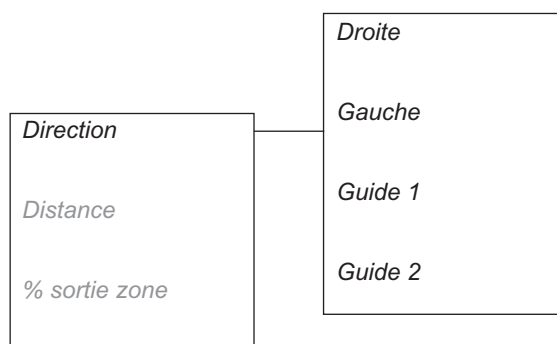 Direction
Distance
% sortie zone
Droite
Gauche
Guide 1
Guide 2